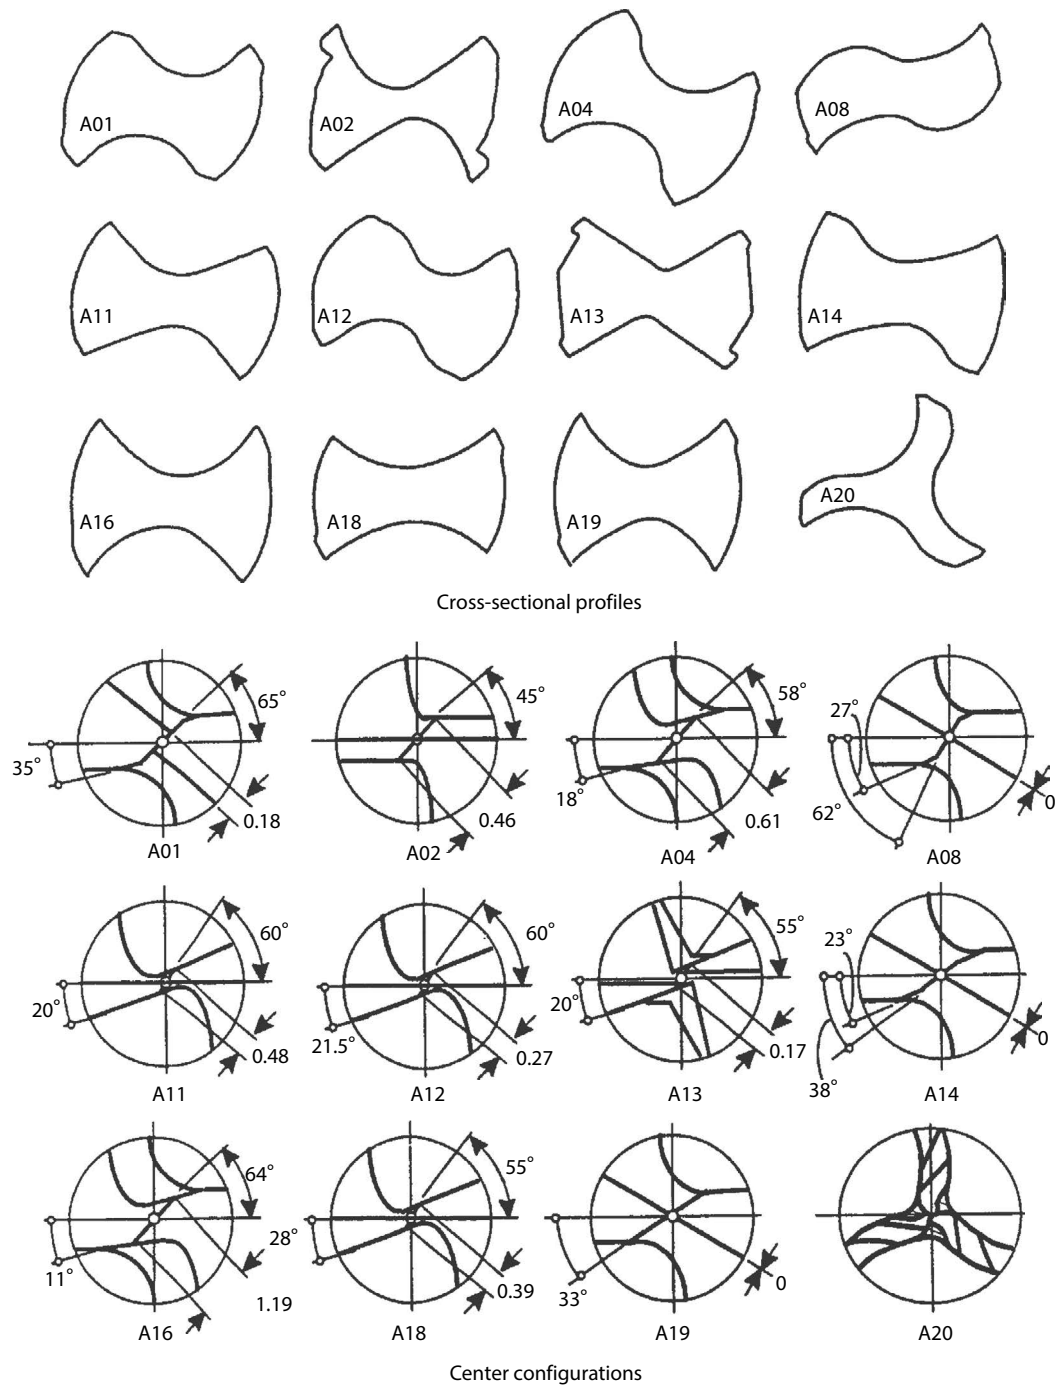 A01
A02
A04
A08
A11
A12
A13
A14
A16
A18
A19
A20
Cross-sectional profiles
65°
35°
0.18
A01
45°
0.46
A02
58°
18°
0.61
A04
27°
62°
0
A08
60°
20°
0.48
A11
60°
21.5°
0.27
A12
55°
20°
0.17
A13
23°
38°
0
A14
64°
28°
11°
1.19
A16
55°
0.39
A18
33°
0
A19
A20
Center configurations